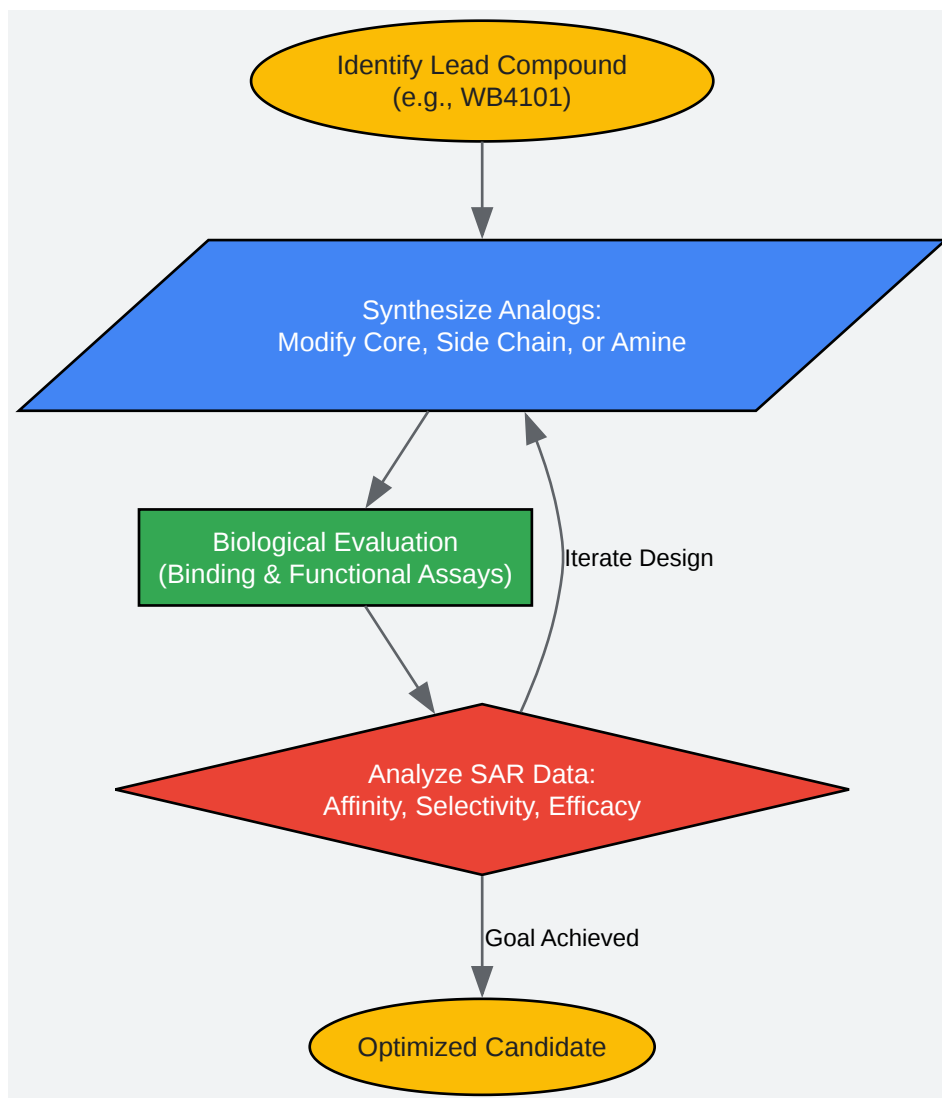 Identify Lead Compound
(e.g., WB4101)
Synthesize Analogs:
Modify Core, Side Chain, or Amine
Biological Evaluation
(Binding & Functional Assays)
Iterate Design
Analyze SAR Data:
Affinity, Selectivity, Efficacy
Goal Achieved
Optimized Candidate